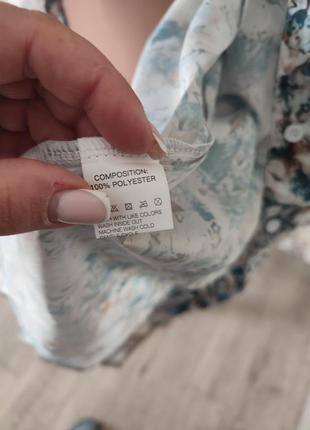 COMPOSITION:
100% POLYESTER
WITH LIKE COLORS
WASH INSIDE OUT
MACHINE WASH COLD